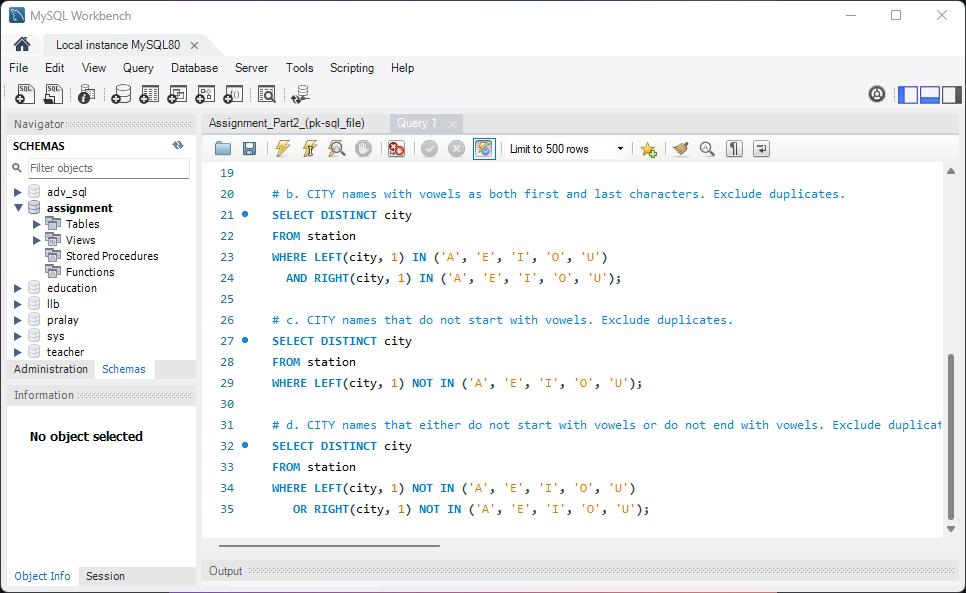 MySQL Workbench
Local instance MySQL80
File Edit View Query Database Server Tools Scripting Help
Navigator
SCHEMAS
Filter objects
adv_sql
assignment
Tables
Views
Stored Procedures
Functions
education
llb
pralay
sys
teacher
Administration Schemas
Information
No object selected
Object Info Session
Assignment_Part2_(pk-sql_file) Query 1
Limit to 500 rows
19
20 # b. CITY names with vowels as both first and last characters. Exclude duplicates.
21 SELECT DISTINCT city
22 FROM station
23 WHERE LEFT(city, 1) IN ('A', 'E', 'I', 'O', 'U')
24 AND RIGHT(city, 1) IN ('A', 'E', 'I', 'O', 'U');
25
26 # c. CITY names that do not start with vowels. Exclude duplicates.
27 SELECT DISTINCT city
28 FROM station
29 WHERE LEFT(city, 1) NOT IN ('A', 'E', 'I', 'O', 'U');
30
31 # d. CITY names that either do not start with vowels or do not end with vowels. Exclude duplicat
32 SELECT DISTINCT city
33 FROM station
34 WHERE LEFT(city, 1) NOT IN ('A', 'E', 'I', 'O', 'U')
35 OR RIGHT(city, 1) NOT IN ('A', 'E', 'I', 'O', 'U');
Output